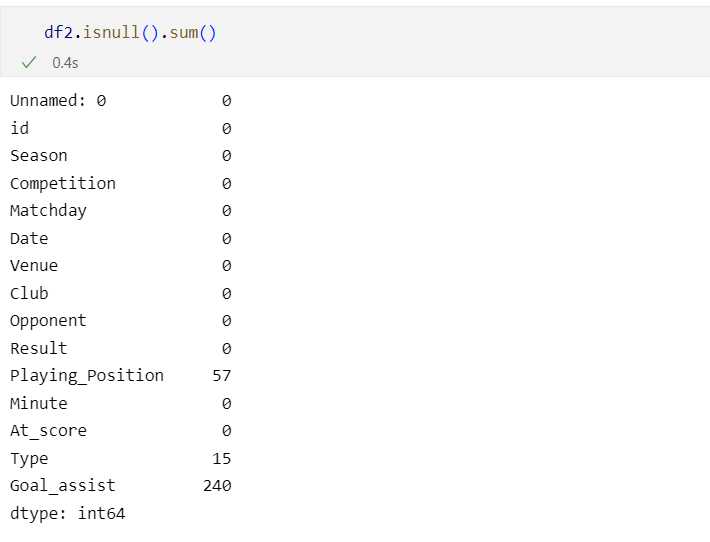 df2.isnull().sum()
0.4s
Unnamed: 0 0
id 0
Season 0
Competition 0
Matchday 0
Date 0
Venue 0
Club 0
Opponent 0
Result 0
Playing_Position 57
Minute 0
At_score 0
Type 15
Goal_assist 240
dtype: int64